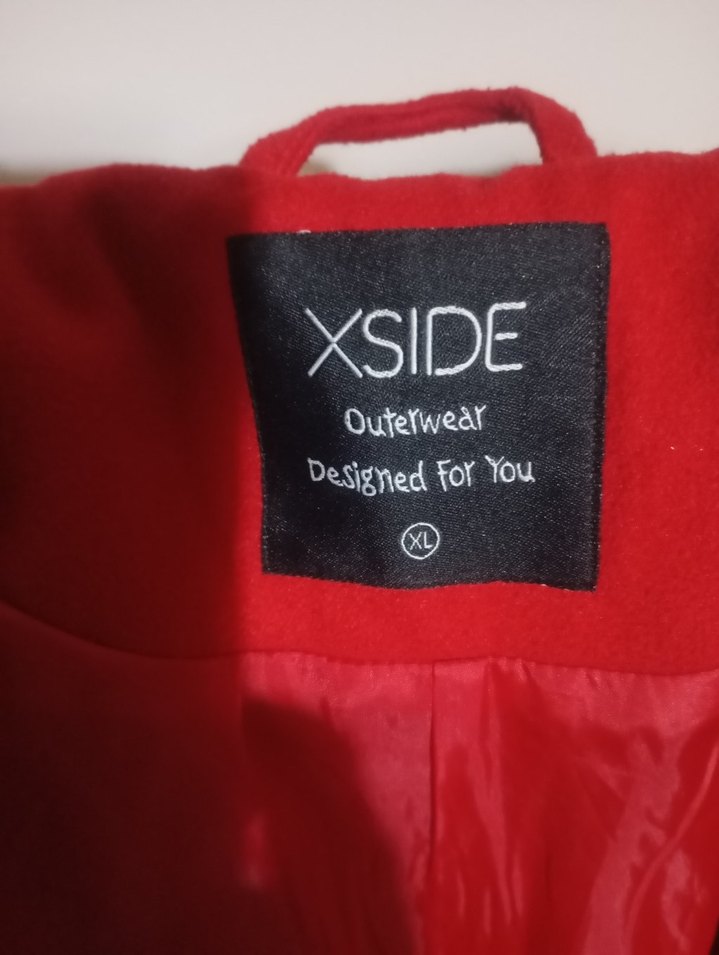 XSIDE
Outerwear
Designed For You
XL